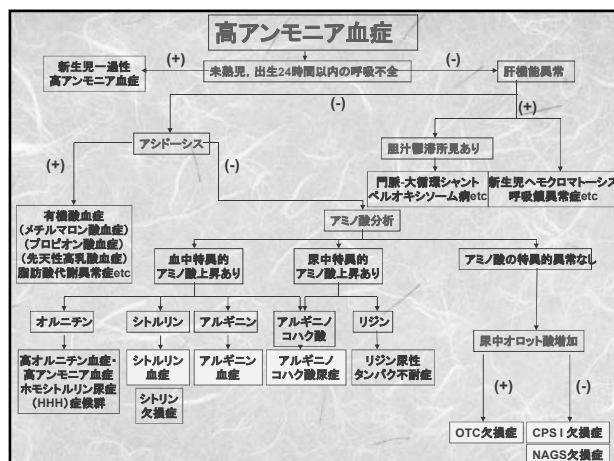 高アンモニア血症
(+)
(-)
新生児一過性
高アンモニア血症
未熟児，出生24時間以内の呼吸不全
肝機能異常
(-)
(+)
アシドーシス
胆汁鬱滞所見あり
(+)
(-)
門脈-大循環シャント
ペルオキシソーム病etc
新生児ヘモクロマトーシス
呼吸鎖異常症etc
有機酸血症
(メチルマロン酸血症)
(プロピオン酸血症)
(先天性高乳酸血症)
脂肪酸代謝異常症etc
アミノ酸分析
血中特異的
アミノ酸上昇あり
尿中特異的
アミノ酸上昇あり
アミノ酸の特異的異常なし
オルニチン
シトルリン
アルギニン
アルギニノ
コハク酸
リジン
尿中オロット酸増加
高オルニチン血症・
高アンモニア血症
ホモシトルリン尿症
(HHH)症候群
シトルリン
血症
アルギニン
血症
アルギニノ
コハク酸尿症
リジン尿性
タンパク不耐症
シトリン
欠損症
(+)
(-)
OTC欠損症
CPS I 欠損症
NAGS欠損症